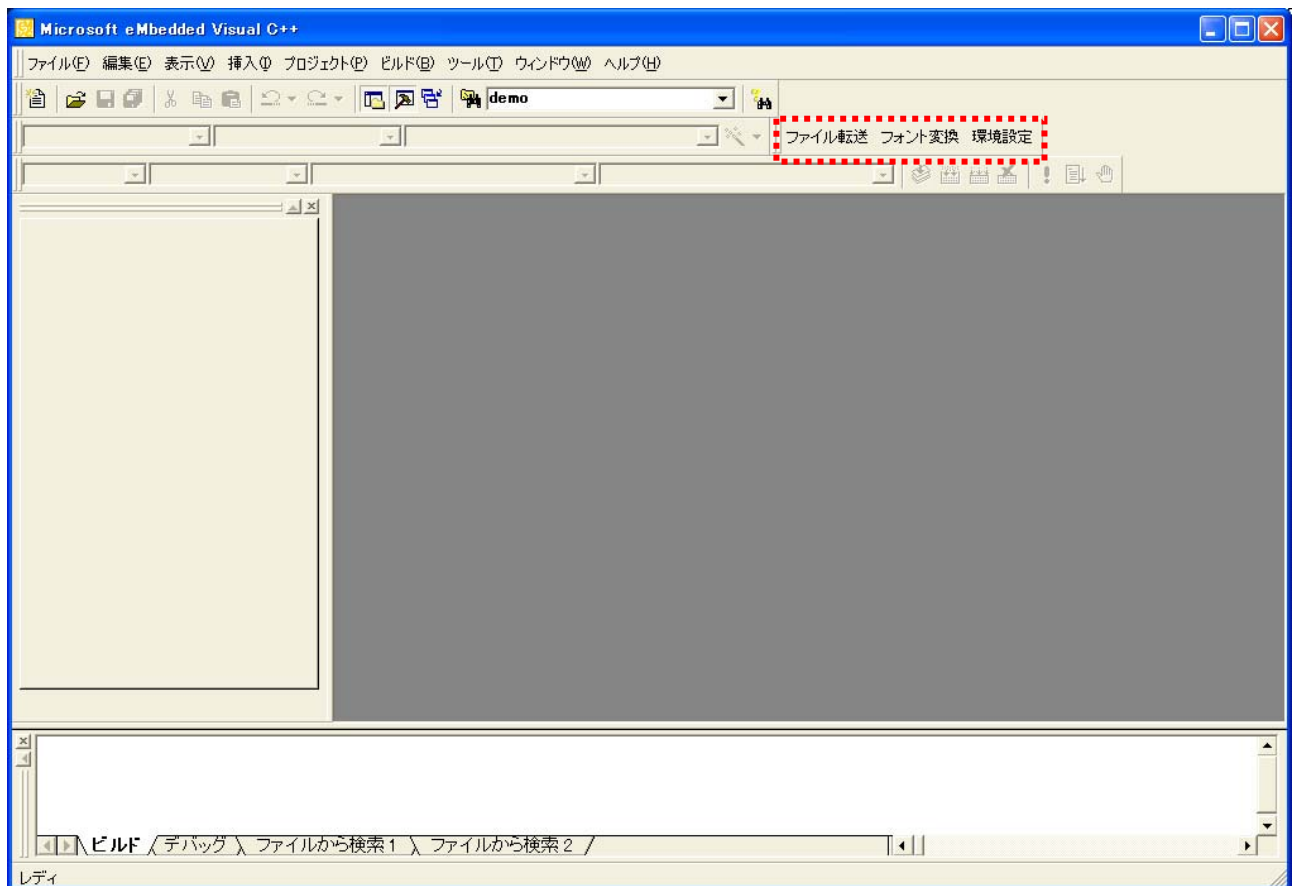 Microsoft eMbedded Visual C++
ファイル(F) 編集(E) 表示(V) 挿入(I) プロジェクト(P) ビルド(B) ツール(T) ウィンドウ(W) ヘルプ(H)
demo
ファイル転送 フォント変換 環境設定
ビルド デバッグ ファイルから検索1 ファイルから検索2
レディ